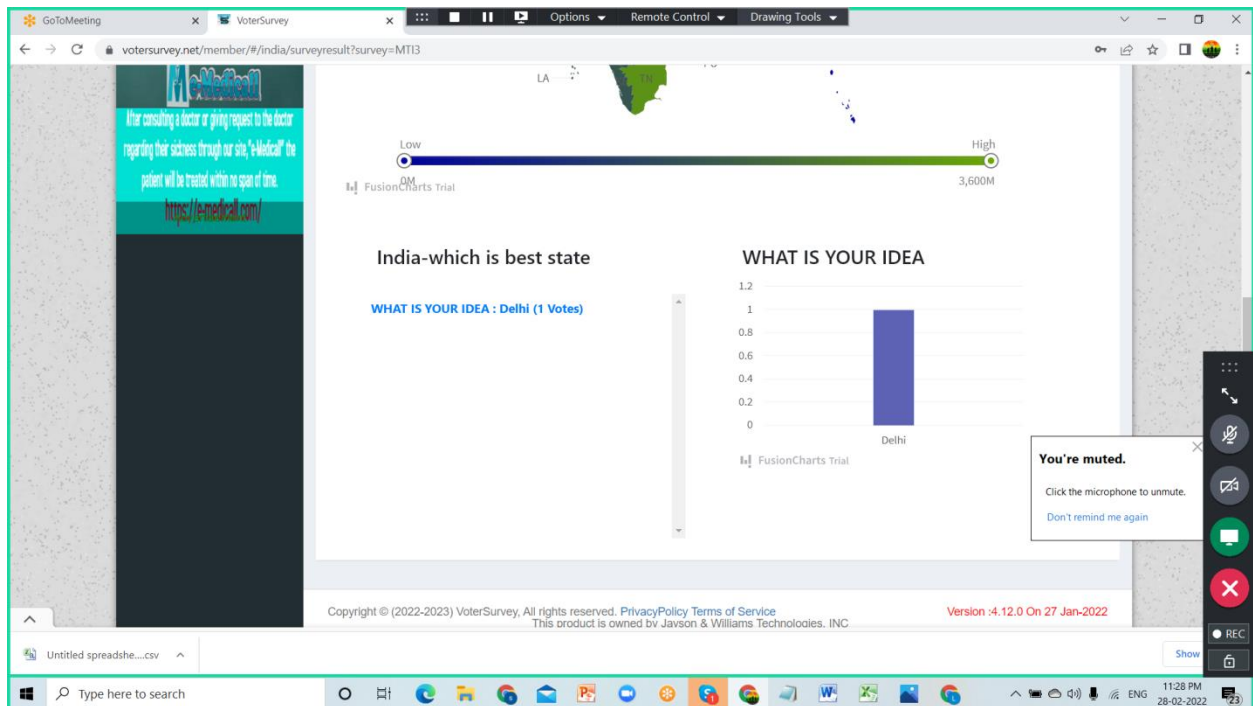 GoToMeeting
VoterSurvey
Options
Remote Control
Drawing Tools
votersurvey.net/member/#/india/surveyresult?survey=MTI3
e-Medicall
After consulting a doctor or giving request to the doctor
regarding their sickness through our site,"e-Medicall" the
patient will be treated within no span of time.
https://e-medicall.com/
LA
TN
Low
High
0M
3,600M
FusionCharts Trial
India-which is best state
WHAT IS YOUR IDEA : Delhi (1 Votes)
WHAT IS YOUR IDEA
1.2
1
0.8
0.6
0.4
0.2
0
Delhi
FusionCharts Trial
You're muted.
Click the microphone to unmute.
Don't remind me again
REC
Copyright © (2022-2023) VoterSurvey, All rights reserved. PrivacyPolicy Terms of Service
This product is owned by Jayson & Williams Technologies. INC
Version :4.12.0 On 27 Jan-2022
Untitled spreadshe....csv
Show
Type here to search
ENG
11:28 PM
28-02-2022
23